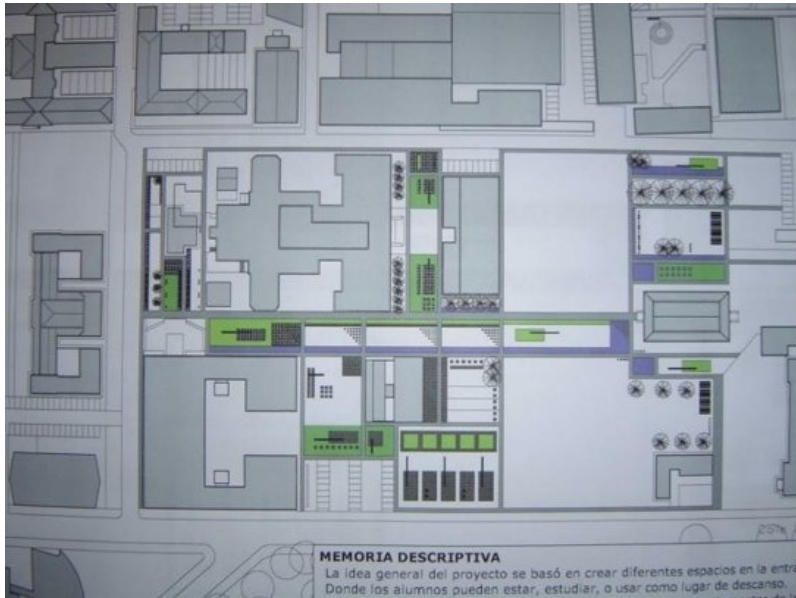 MEMORIA DESCRIPTIVA
La idea general del proyecto se basó en crear diferentes espacios en la
Donde los alumnos pueden estar, estudiar, o usar como lugar de descanso.